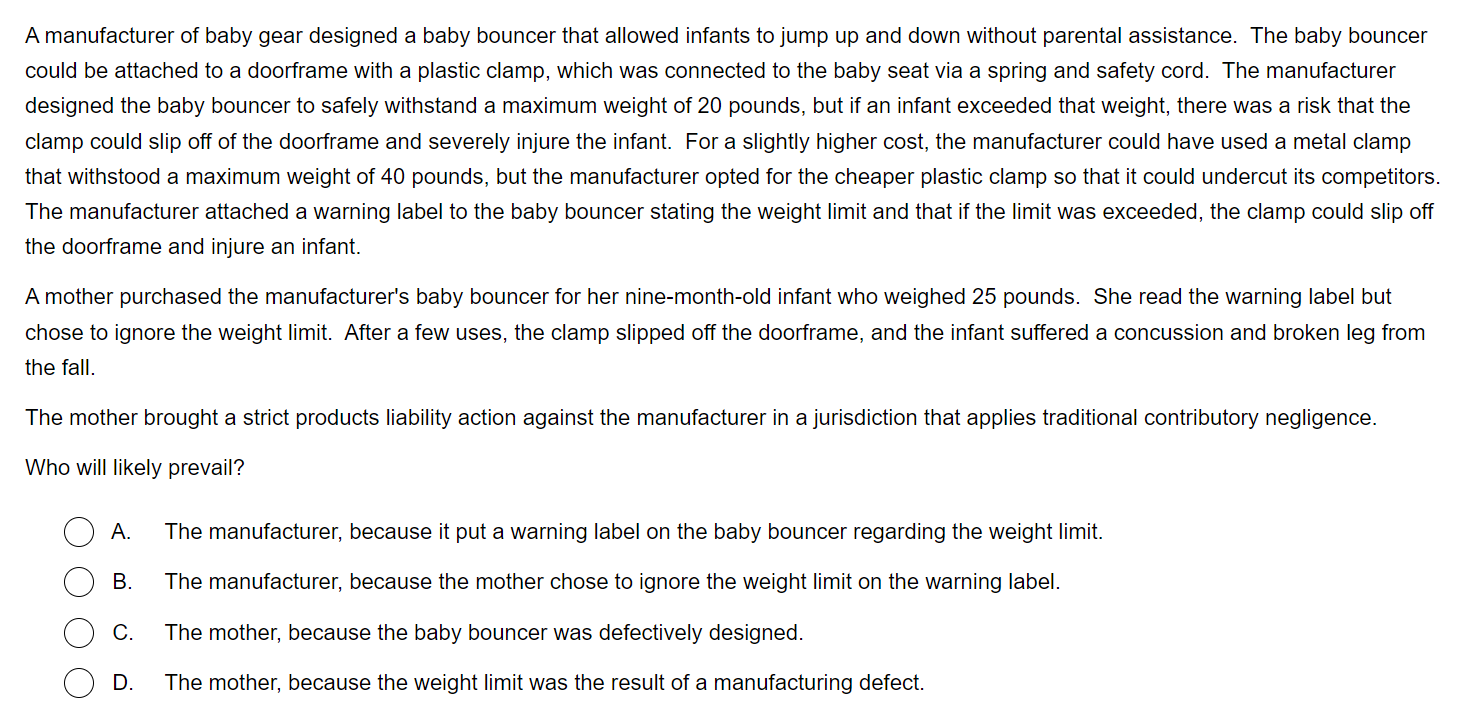 A manufacturer of baby gear designed a baby bouncer that allowed infants to jump up and down without parental assistance.  The baby bouncer
could be attached to a doorframe with a plastic clamp, which was connected to the baby seat via a spring and safety cord.  The manufacturer
designed the baby bouncer to safely withstand a maximum weight of 20 pounds, but if an infant exceeded that weight, there was a risk that the
clamp could slip off of the doorframe and severely injure the infant.  For a slightly higher cost, the manufacturer could have used a metal clamp
that withstood a maximum weight of 40 pounds, but the manufacturer opted for the cheaper plastic clamp so that it could undercut its competitors.
The manufacturer attached a warning label to the baby bouncer stating the weight limit and that if the limit was exceeded, the clamp could slip off
the doorframe and injure an infant.
A mother purchased the manufacturer's baby bouncer for her nine-month-old infant who weighed 25 pounds.  She read the warning label but
chose to ignore the weight limit.  After a few uses, the clamp slipped off the doorframe, and the infant suffered a concussion and broken leg from
the fall.
The mother brought a strict products liability action against the manufacturer in a jurisdiction that applies traditional contributory negligence.
Who will likely prevail?
A. The manufacturer, because it put a warning label on the baby bouncer regarding the weight limit.
B. The manufacturer, because the mother chose to ignore the weight limit on the warning label.
C. The mother, because the baby bouncer was defectively designed.
D. The mother, because the weight limit was the result of a manufacturing defect.